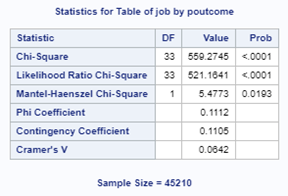 Statistics for Table of job by poutcome
Statistic DF Value Prob
Chi-Square 33 559.2745 <.0001
Likelihood Ratio Chi-Square 33 521.1641 <.0001
Mantel-Haenszel Chi-Square 1 5.4773 0.0193
Phi Coefficient 0.1112
Contingency Coefficient 0.1105
Cramer's V 0.0642
Sample Size = 45210